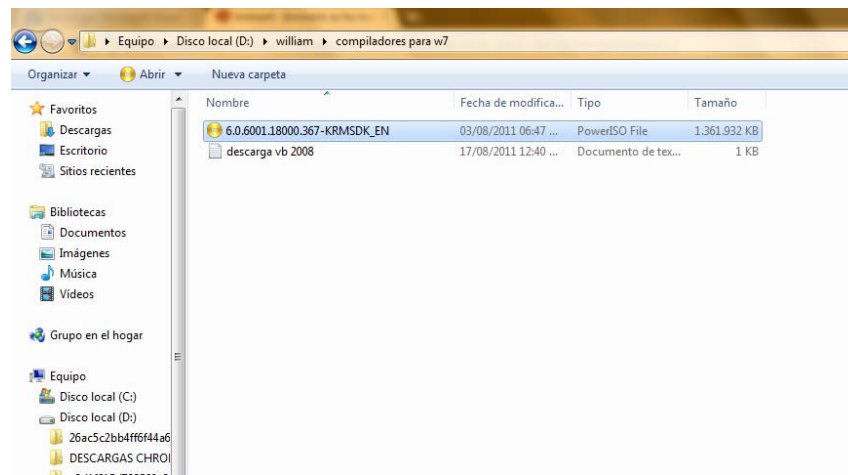 Equipo ▸ Disco local (D:) ▸ william ▸ compiladores para w7
Organizar Abrir Nueva carpeta
Nombre Fecha de modifica... Tipo Tamaño
6.0.6001.18000.367-KRMSDK_EN 03/08/2011 06:47 ... PowerISO File 1.361.932 KB
descarga vb 2008 17/08/2011 12:40 ... Documento de tex... 1 KB
Favoritos
Descargas
Escritorio
Sitios recientes
Bibliotecas
Documentos
Imágenes
Música
Vídeos
Grupo en el hogar
Equipo
Disco local (C:)
Disco local (D:)
26ac5c2bb4ff6f44a6
DESCARGAS CHRO